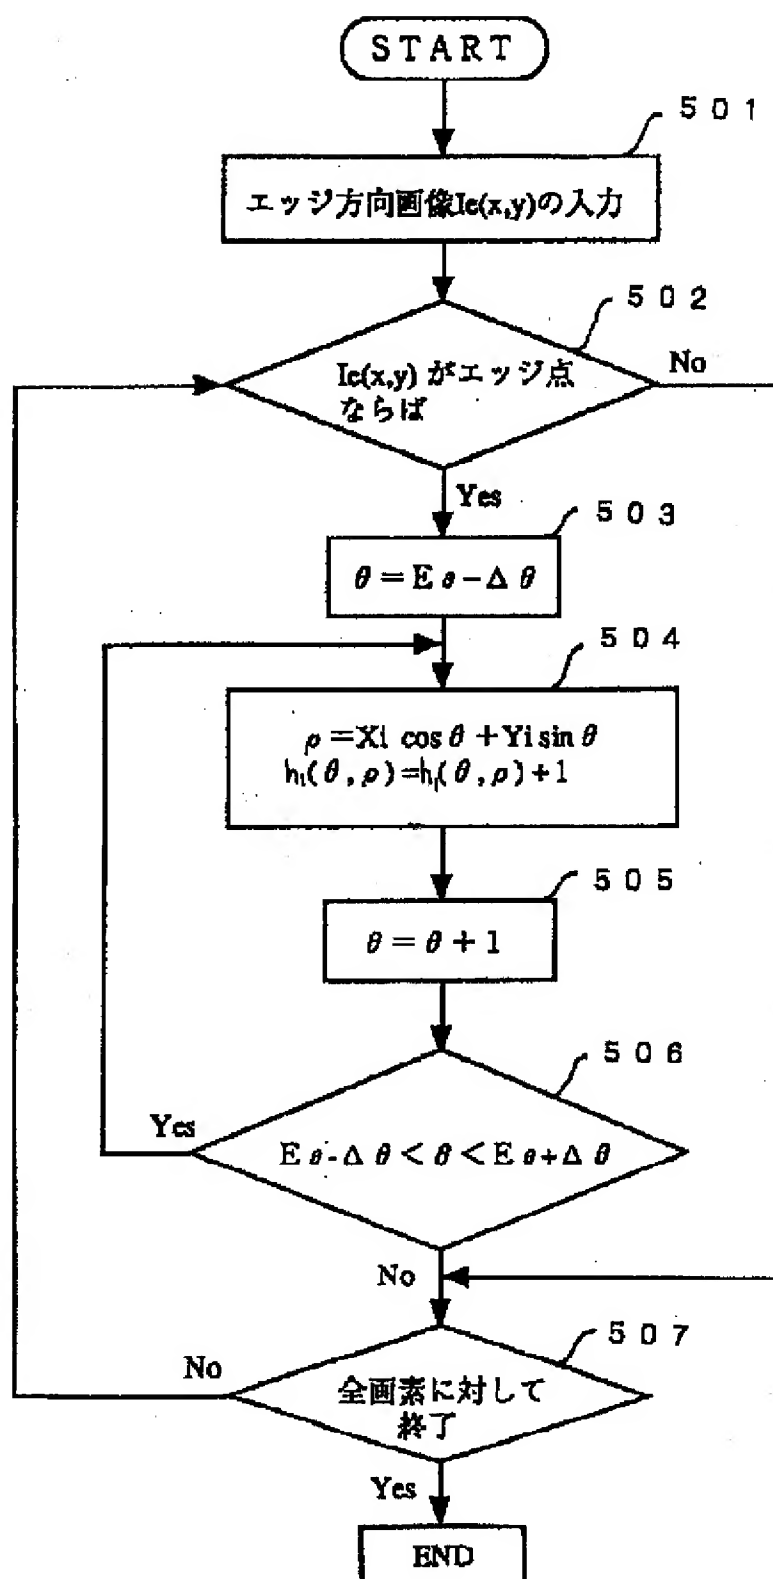 START
501
エッジ方向画像Ie(x,y)の入力
502
Ie(x,y) がエッジ点
ならば
No
Yes
503
θ=Eθ-Δθ
504
ρ=Xi cosθ+Yi sinθ
h₁(θ,ρ)=h₁(θ,ρ)+1
505
θ=θ+1
506
Yes
Eθ-Δθ<θ<Eθ+Δθ
No
507
No
全画素に対して
終了
Yes
END